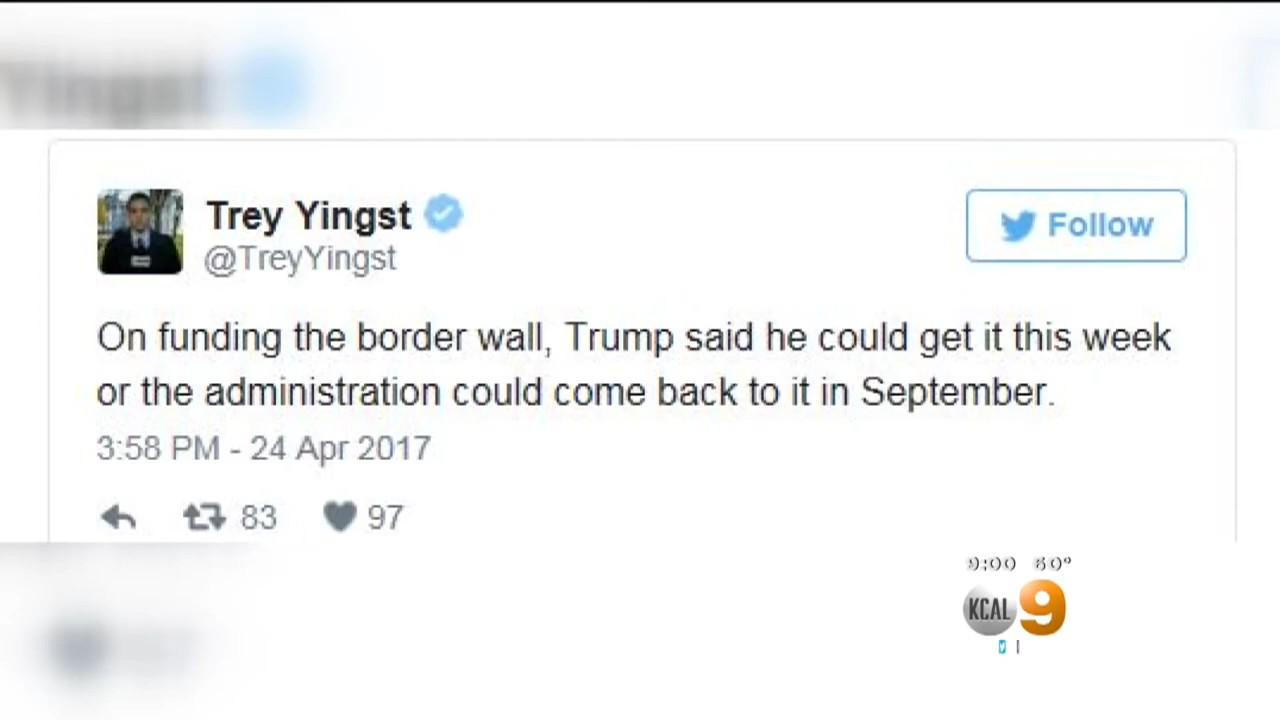 Yingst
Trey Yingst
@TreyYingst
Follow
On funding the border wall, Trump said he could get it this week
or the administration could come back to it in September.
3:58 PM - 24 Apr 2017
83 97
9:00 60°
KCAL 9